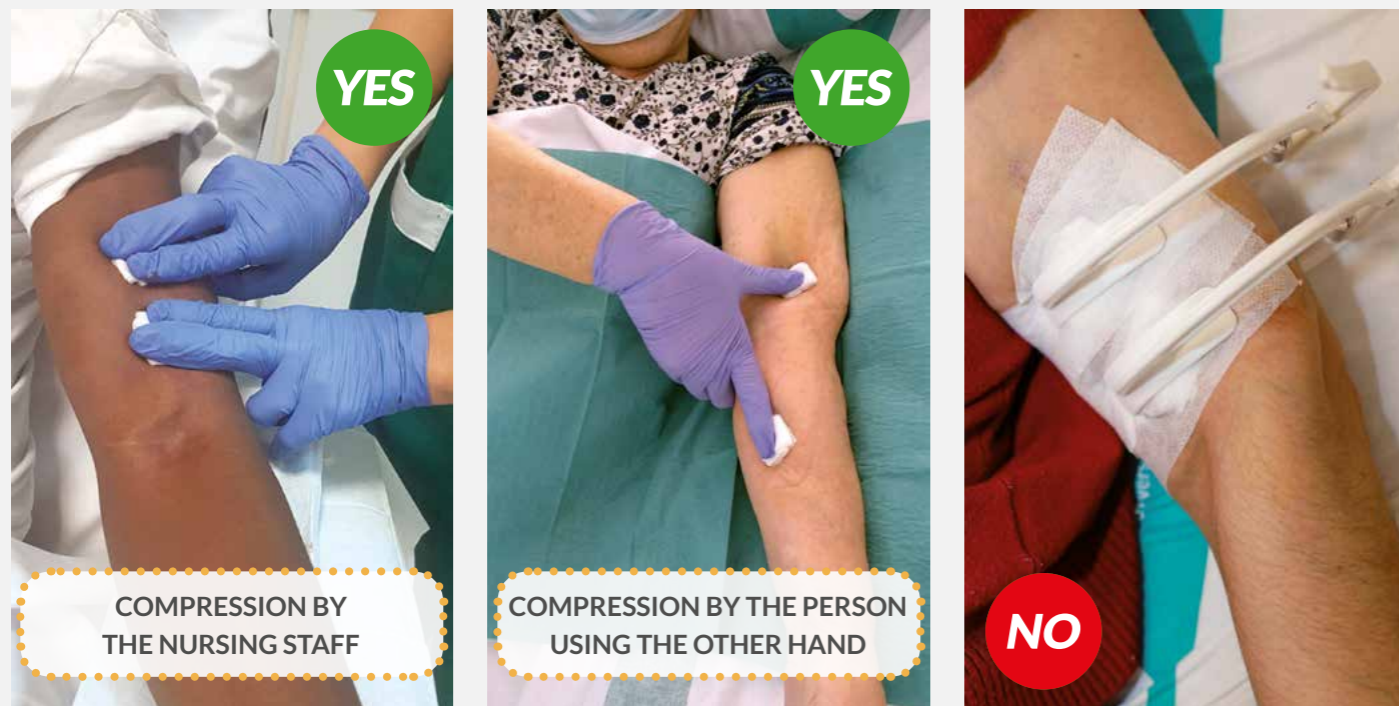 YES
COMPRESSION BY
THE NURSING STAFF
YES
COMPRESSION BY THE PERSON
USING THE OTHER HAND
NO